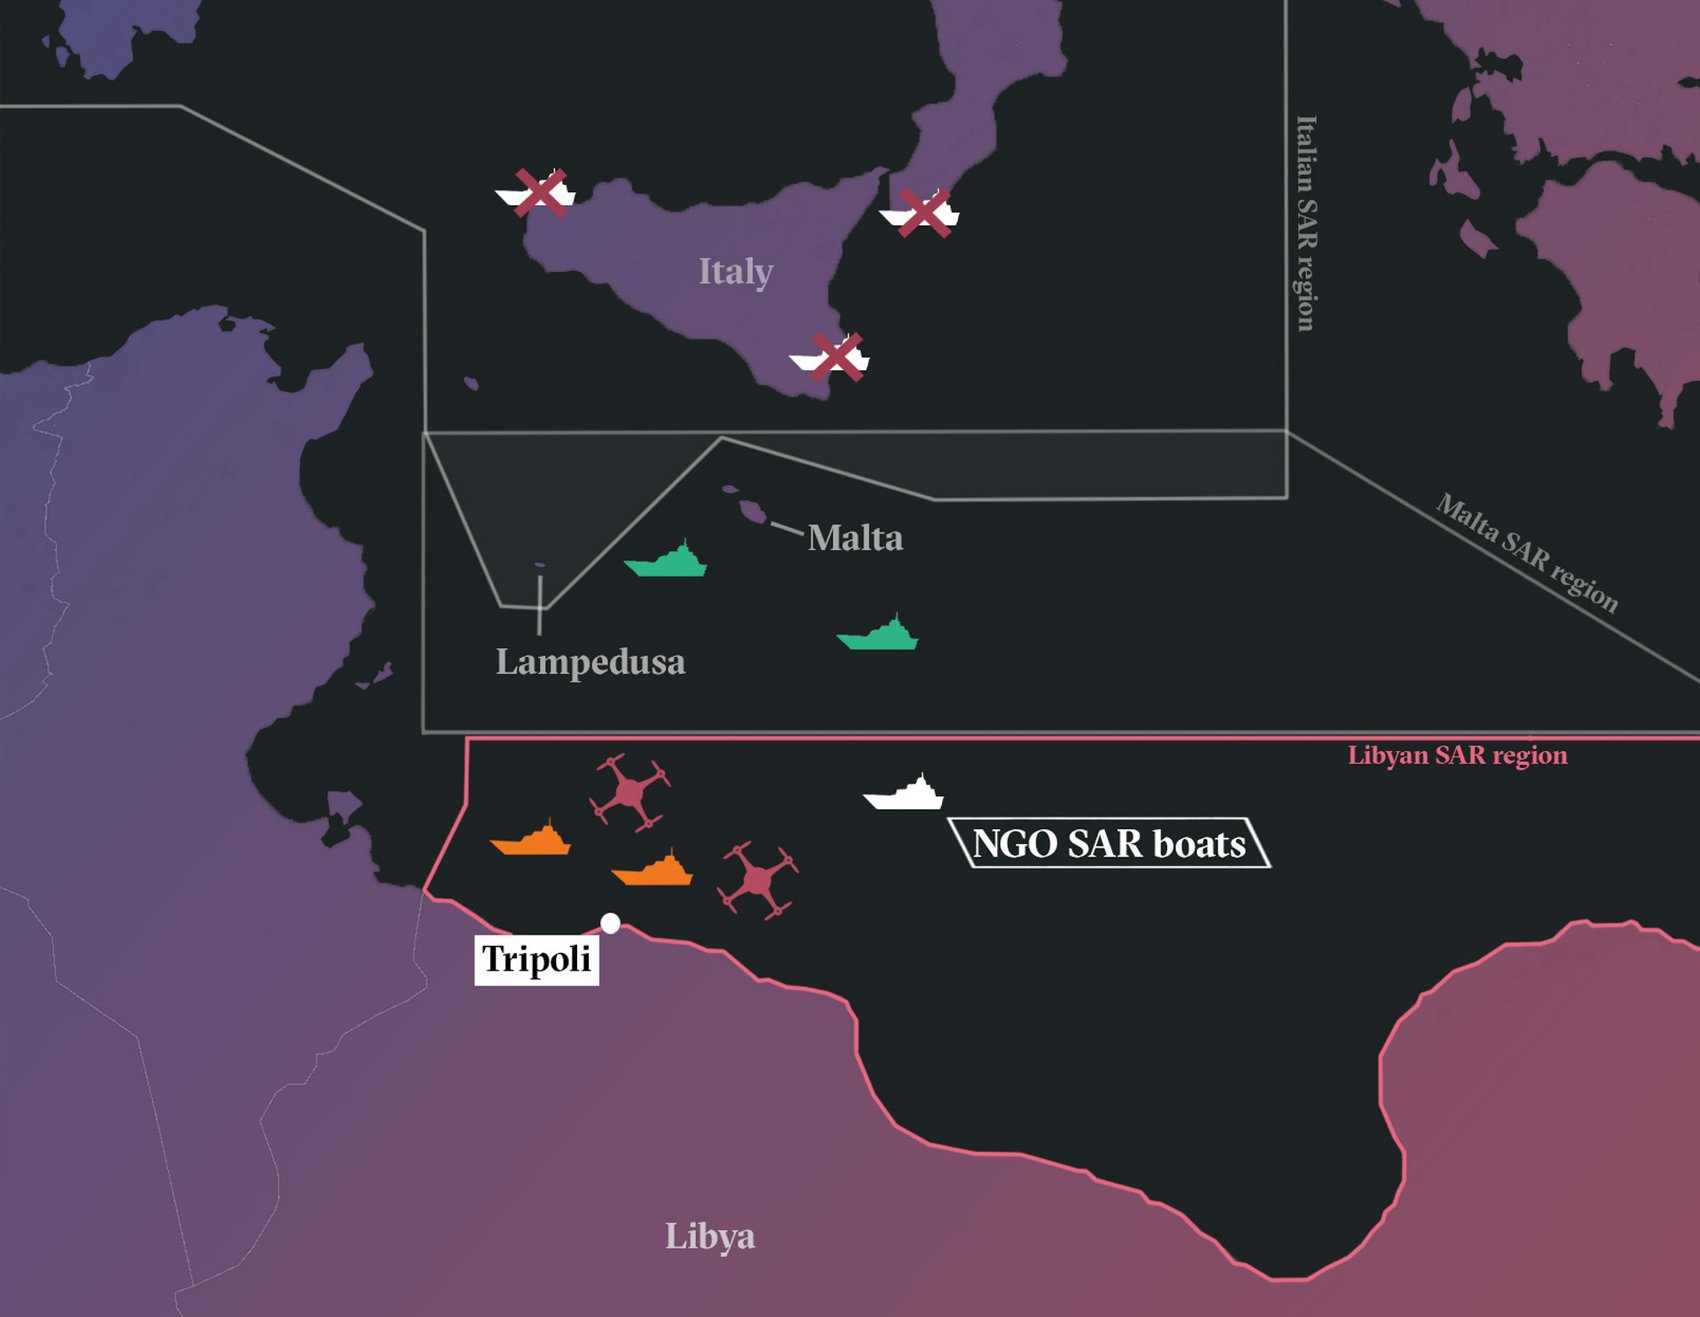 Italian SAR region
Italy
Malta SAR region
Malta
Lampedusa
Libyan SAR region
NGO SAR boats
Tripoli
Libya